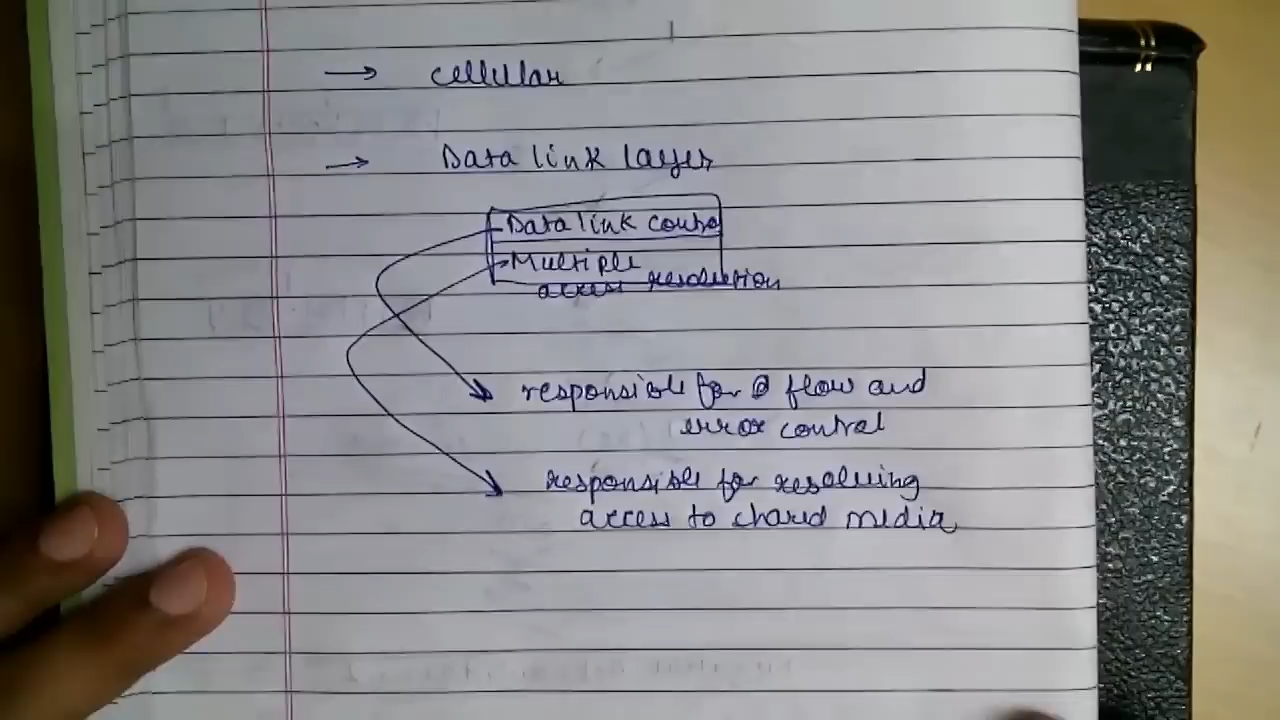 → cellular
→ Data link layer
Data link control
Multiple
access resolution
responsible for flow and
error control
responsible for resolving
access to shared media